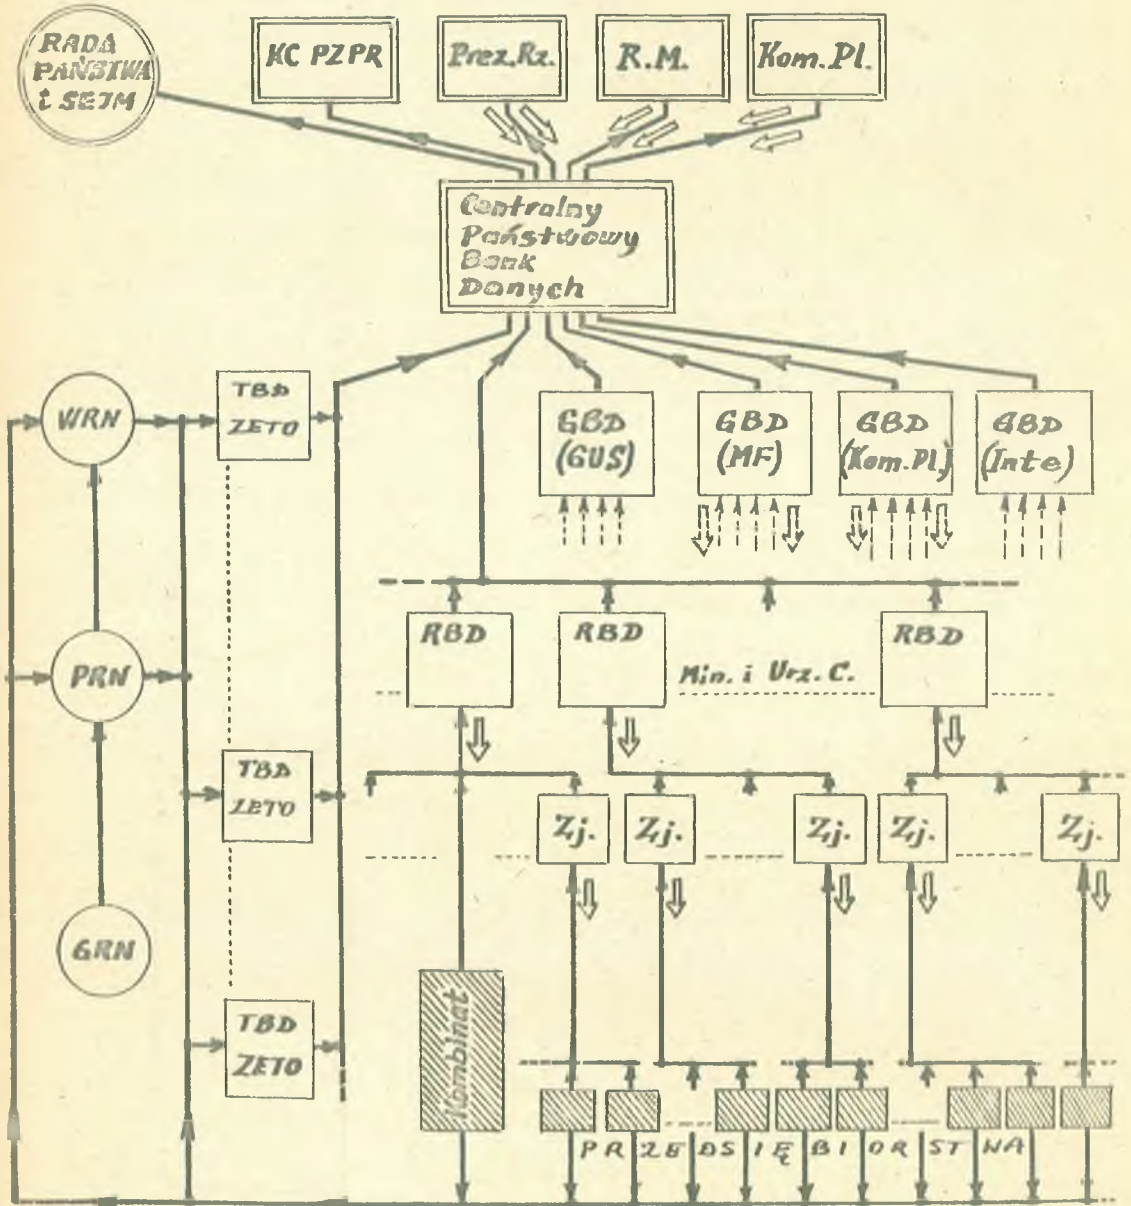 RADA
PAŃSTWA
i SEJM
KC PZPR
Prez.Rz.
R.M.
Kom.Pl.
Centralny
Państwowy
Bank
Danych
WRN
TBD
ZETO
GBD
(GUS)
GBD
(MF)
GBD
(Kom.Pl.)
GBD
(Inte)
RBD
RBD
RBD
PRN
Min. i Urz. C.
TBD
ZETO
Zj.
Zj.
Zj.
Zj.
Zj.
GRN
Kombinat
TBD
ZETO
PRZEDSIĘBIORSTWA